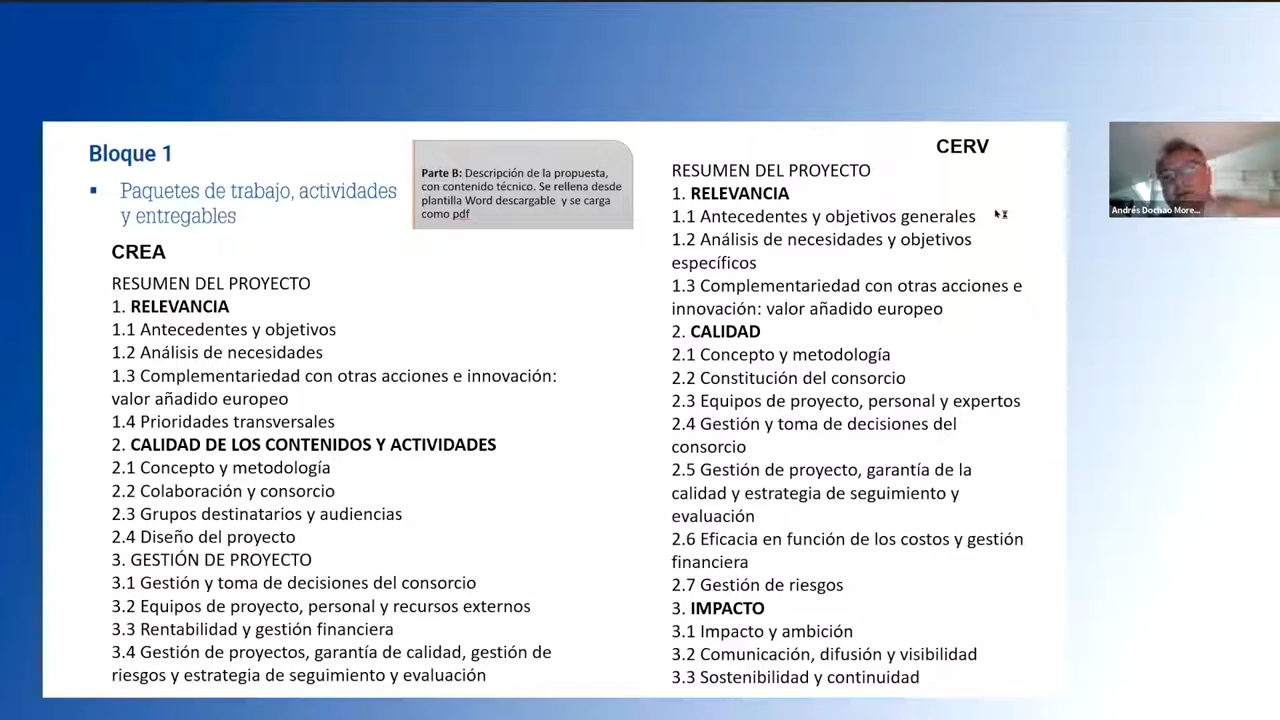 Bloque 1
▪ Paquetes de trabajo, actividades
y entregables
Parte B: Descripción de la propuesta,
con contenido técnico. Se rellena desde
plantilla Word descargable y se carga
como pdf
CREA
RESUMEN DEL PROYECTO
1. RELEVANCIA
1.1 Antecedentes y objetivos
1.2 Análisis de necesidades
1.3 Complementariedad con otras acciones e innovación:
valor añadido europeo
1.4 Prioridades transversales
2. CALIDAD DE LOS CONTENIDOS Y ACTIVIDADES
2.1 Concepto y metodología
2.2 Colaboración y consorcio
2.3 Grupos destinatarios y audiencias
2.4 Diseño del proyecto
3. GESTIÓN DE PROYECTO
3.1 Gestión y toma de decisiones del consorcio
3.2 Equipos de proyecto, personal y recursos externos
3.3 Rentabilidad y gestión financiera
3.4 Gestión de proyectos, garantía de calidad, gestión de
riesgos y estrategia de seguimiento y evaluación
CERV
RESUMEN DEL PROYECTO
1. RELEVANCIA
1.1 Antecedentes y objetivos generales
1.2 Análisis de necesidades y objetivos
específicos
1.3 Complementariedad con otras acciones e
innovación: valor añadido europeo
2. CALIDAD
2.1 Concepto y metodología
2.2 Constitución del consorcio
2.3 Equipos de proyecto, personal y expertos
2.4 Gestión y toma de decisiones del
consorcio
2.5 Gestión de proyecto, garantía de la
calidad y estrategia de seguimiento y
evaluación
2.6 Eficacia en función de los costos y gestión
financiera
2.7 Gestión de riesgos
3. IMPACTO
3.1 Impacto y ambición
3.2 Comunicación, difusión y visibilidad
3.3 Sostenibilidad y continuidad
Andrés Dochao More...